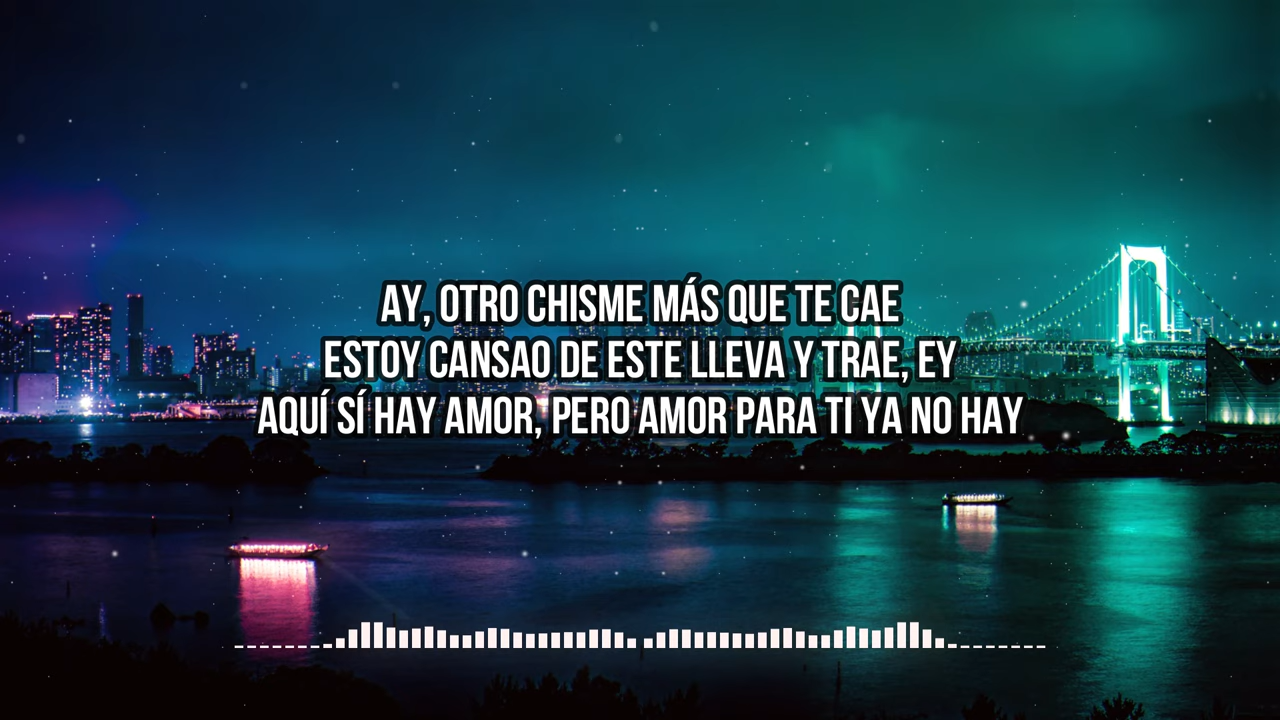 AY, OTRO CHISME MÁS QUE TE CAE
ESTOY CANSAO DE ESTE LLEVA Y TRAE, EY
AQUÍ SÍ HAY AMOR, PERO AMOR PARA TI YA NO HAY